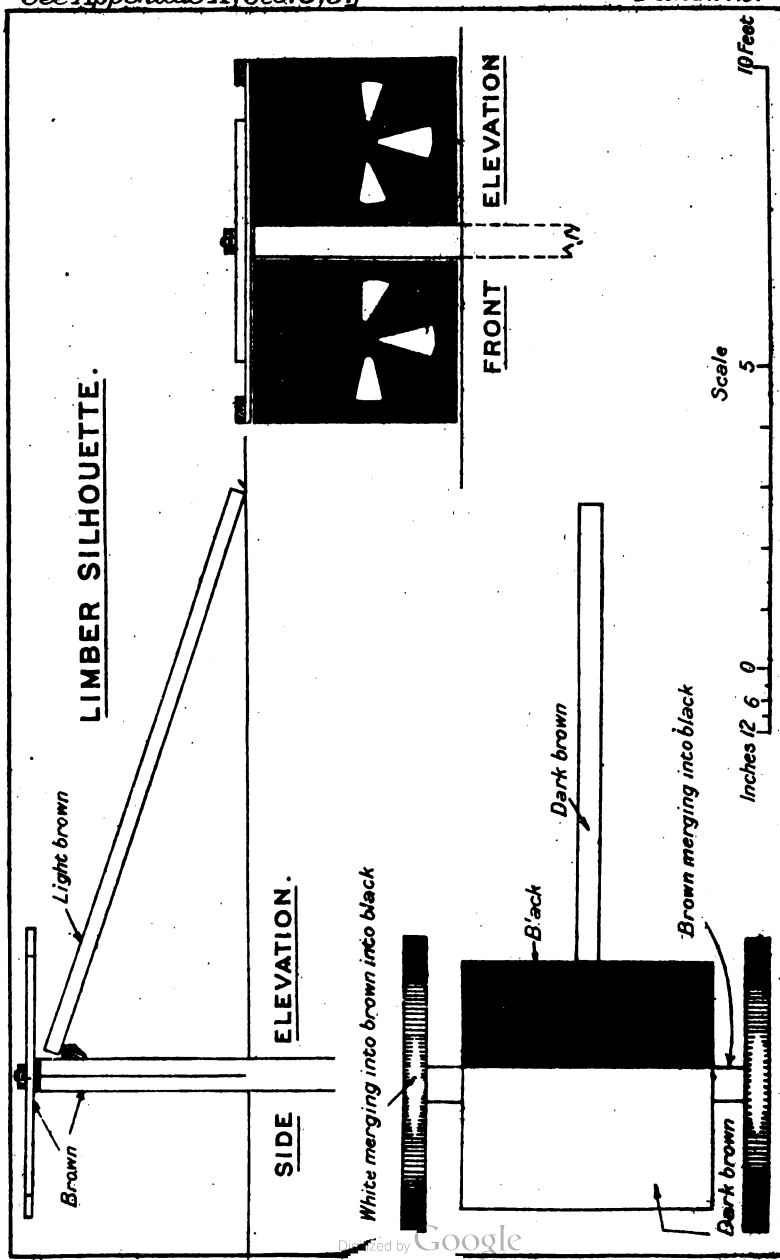 LIMBER SILHOUETTE.
Light brown
Brown
SIDE ELEVATION.
FRONT ELEVATION
White merging into brown into black
B'ack
Dark brown
Dark brown
Brown merging into black
Scale
Inches 12 6 0 5 10 Feet
Digitized by Google